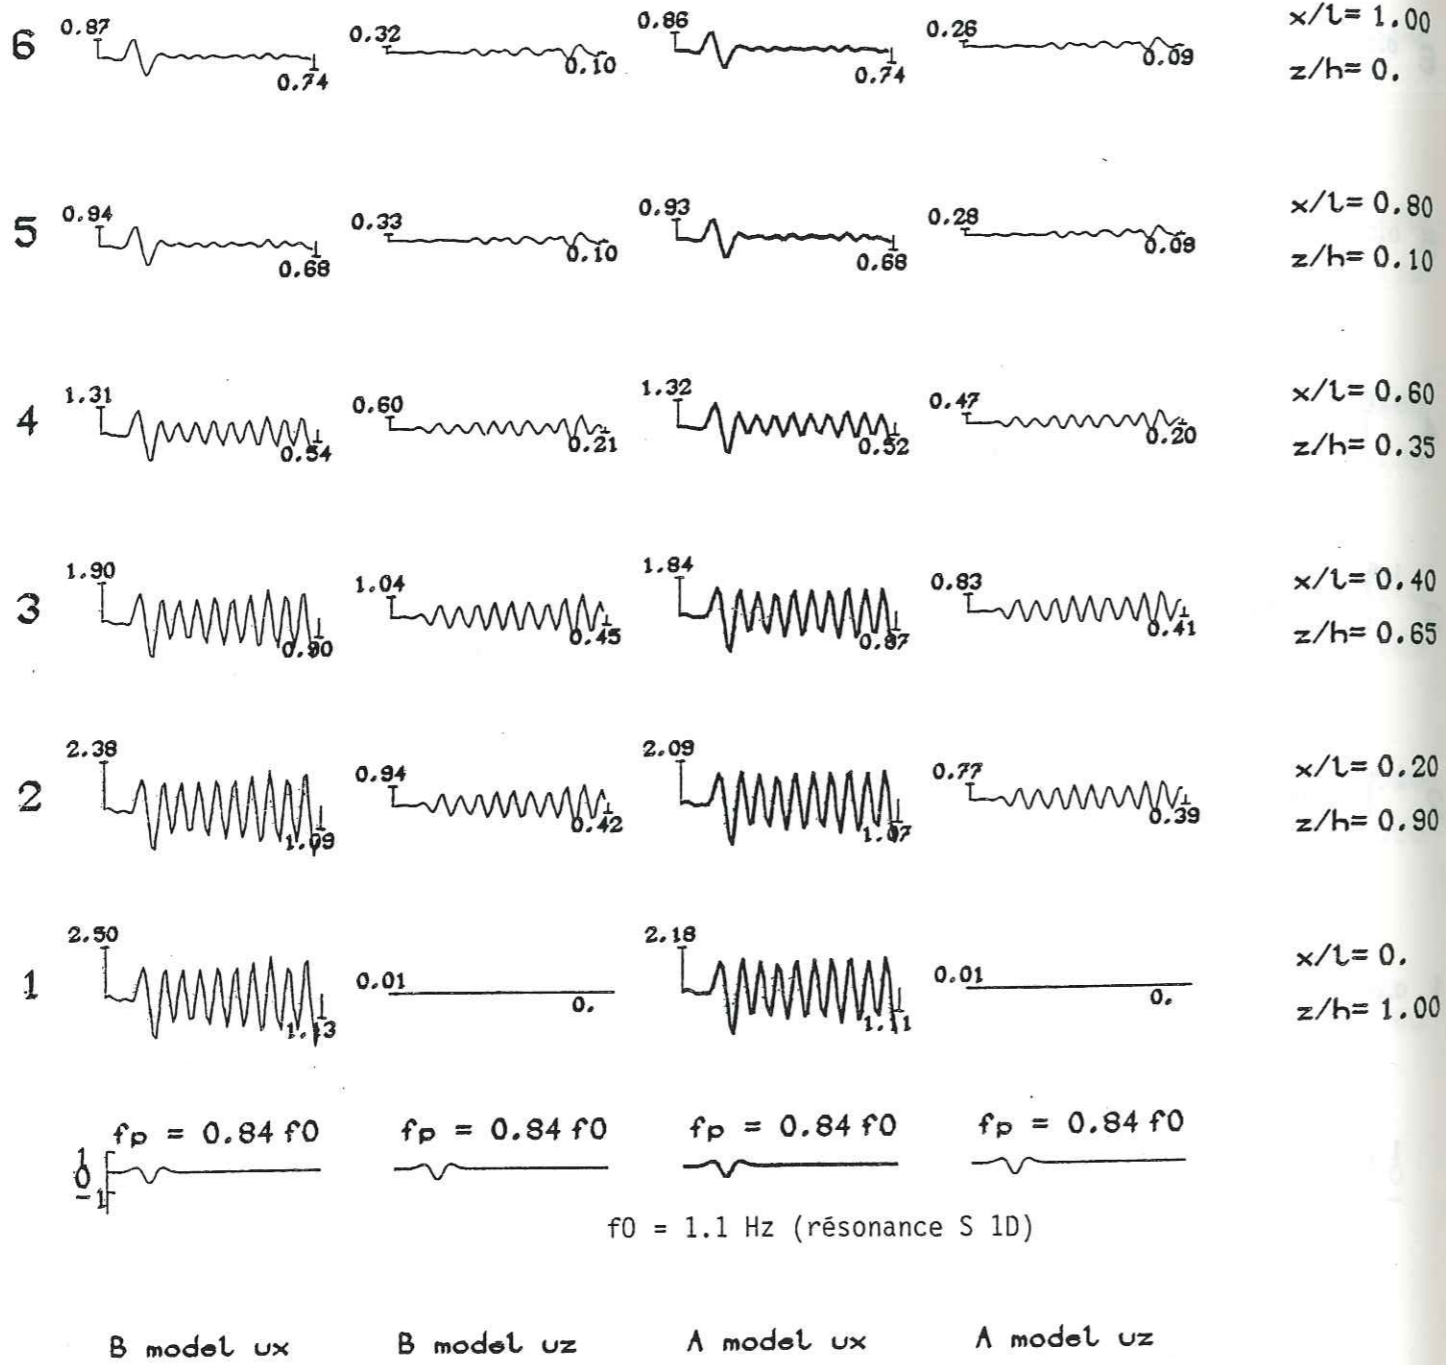 6 0.87 0.74 0.32 0.10 0.86 0.74 0.26 0.09 x/l= 1.00
z/h= 0.
5 0.94 0.68 0.33 0.10 0.93 0.68 0.28 0.09 x/l= 0.80
z/h= 0.10
4 1.31 0.54 0.60 0.21 1.32 0.52 0.47 0.20 x/l= 0.60
z/h= 0.35
3 1.90 0.90 1.04 0.45 1.84 0.87 0.83 0.41 x/l= 0.40
z/h= 0.65
2 2.38 1.09 0.94 0.42 2.09 1.07 0.77 0.39 x/l= 0.20
z/h= 0.90
1 2.50 1.13 0.01 0. 2.18 1.11 0.01 0. x/l= 0.
z/h= 1.00
fp = 0.84 f0 fp = 0.84 f0 fp = 0.84 f0 fp = 0.84 f0
1
0
-1
f0 = 1.1 Hz (résonance S 1D)
B model ux B model uz A model ux A model uz